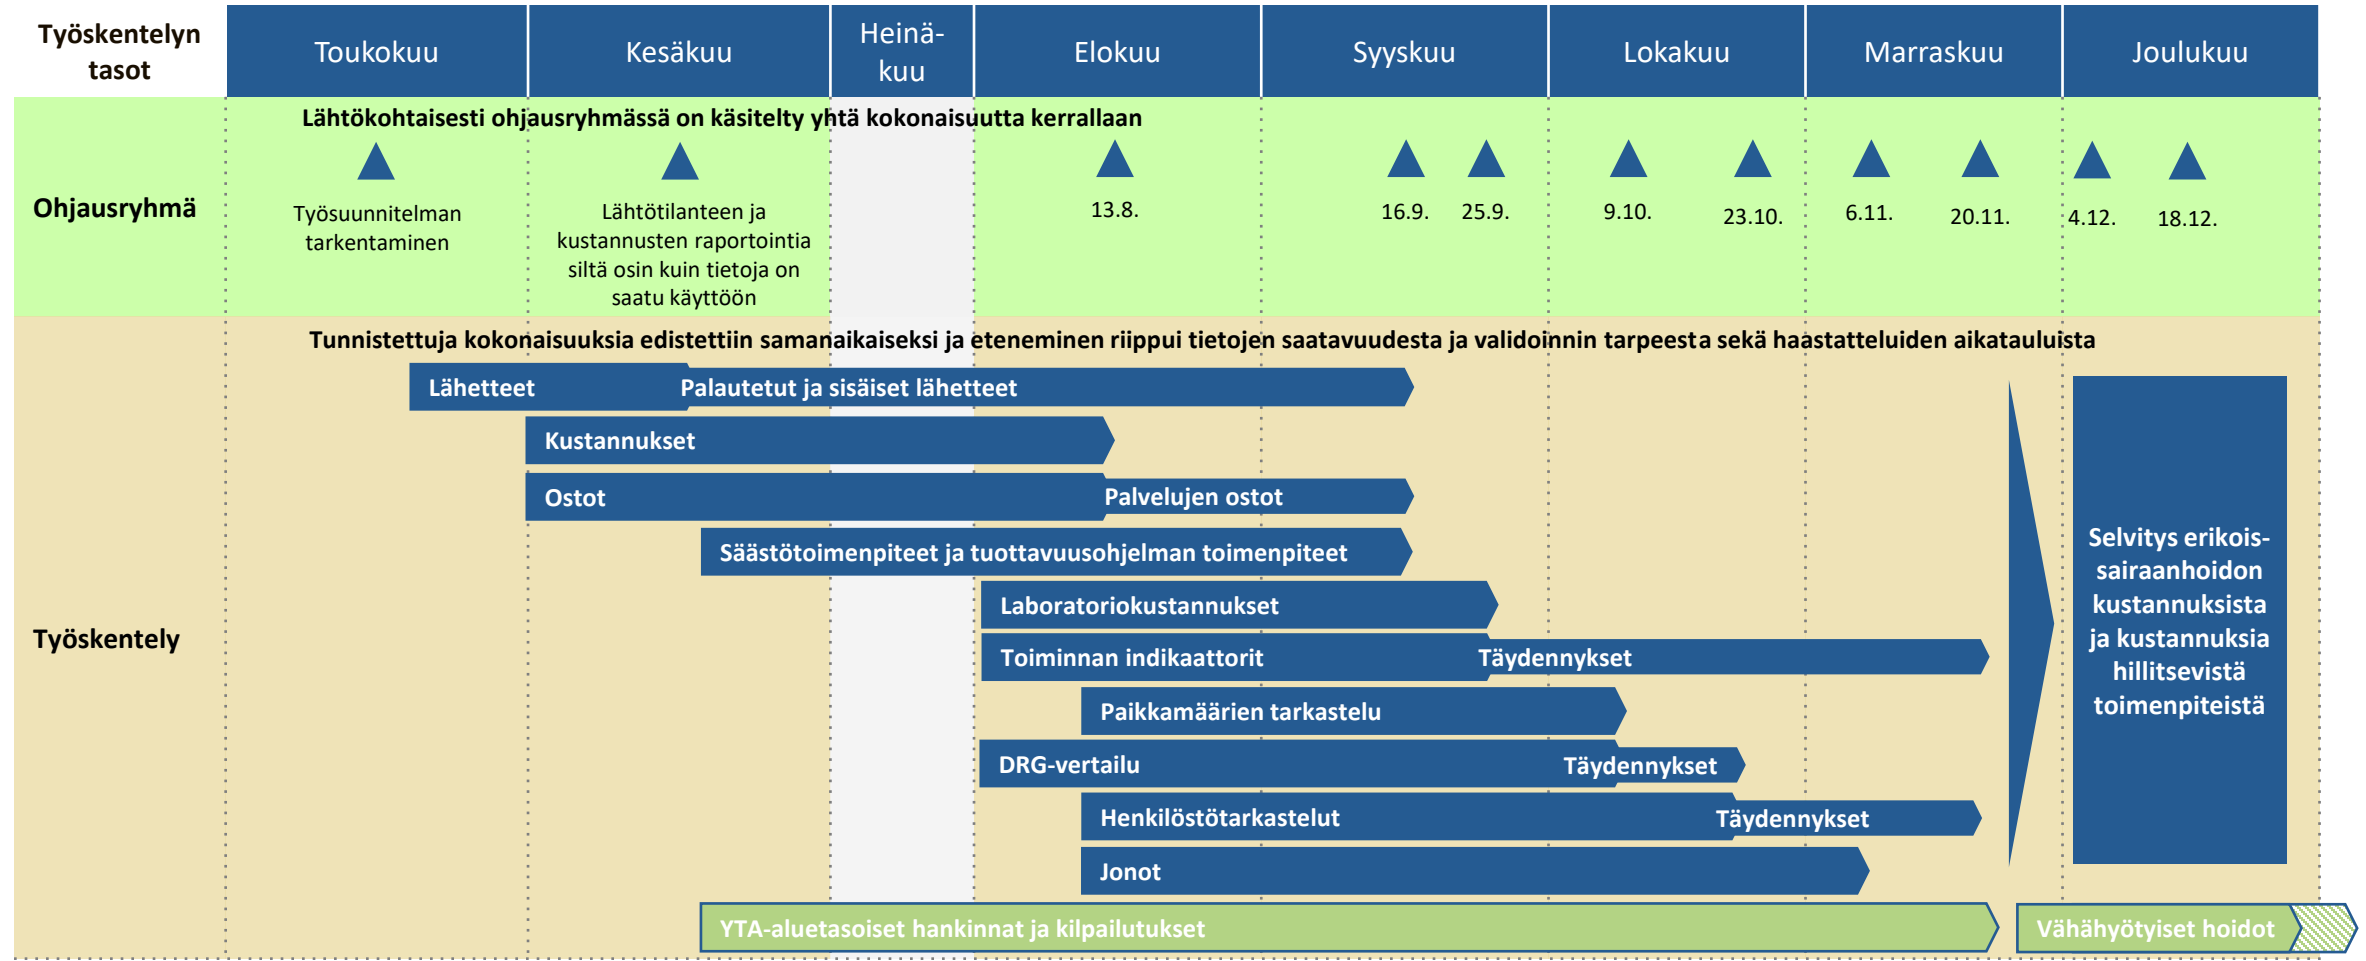 Työskentelyn
tasot
Toukokuu
Kesäkuu
Heinä-
kuu
Elokuu
Syyskuu
Lokakuu
Marraskuu
Joulukuu
Lähtökohtaisesti ohjausryhmässä on käsitelty yhtä kokonaisuutta kerrallaan
Ohjausryhmä
Työsuunnitelman
tarkentaminen
Lähtötilanteen ja
kustannusten raportointia
siltä osin kuin tietoja on
saatu käyttöön
13.8.
16.9.
25.9.
9.10.
23.10.
6.11.
20.11.
4.12.
18.12.
Tunnistettuja kokonaisuuksia edistettiin samanaikaiseksi ja eteneminen riippui tietojen saatavuudesta ja validoinnin tarpeesta sekä haastatteluiden aikatauluista
Työskentely
Lähetteet
Palautetut ja sisäiset lähetteet
Kustannukset
Ostot
Palvelujen ostot
Säästötoimenpiteet ja tuottavuusohjelman toimenpiteet
Laboratoriokustannukset
Toiminnan indikaattorit
Täydennykset
Paikkamäärien tarkastelu
DRG-vertailu
Täydennykset
Henkilöstötarkastelut
Täydennykset
Jonot
YTA-aluetasoiset hankinnat ja kilpailutukset
Selvitys erikois-
sairaanhoidon
kustannuksista
ja kustannuksia
hillitsevistä
toimenpiteistä
Vähähyötyiset hoidot